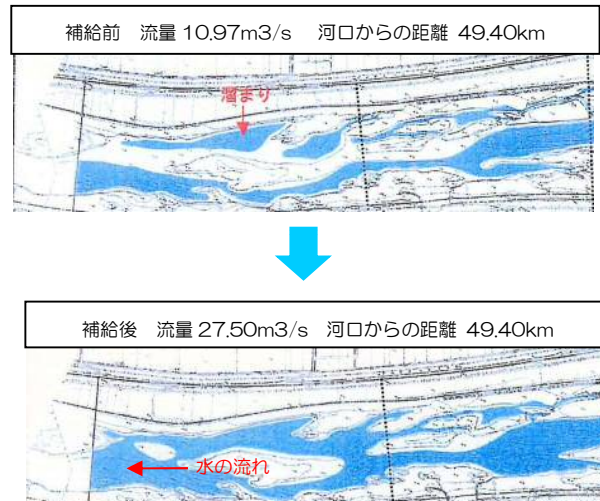 補給前　流量 10.97m3/s　河口からの距離 49.40km
溜まり
補給後　流量 27.50m3/s　河口からの距離 49.40km
水の流れ